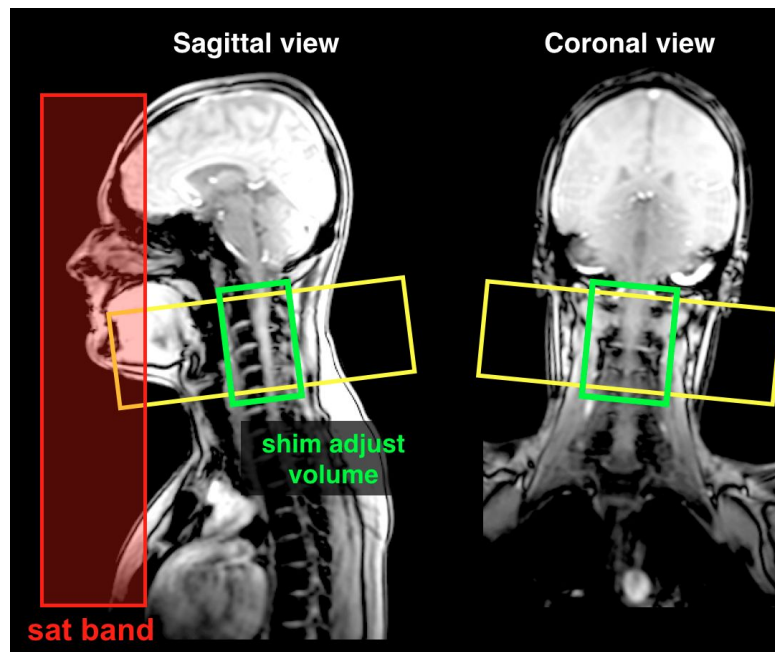 Sagittal view
Coronal view
shim adjust
volume
sat band